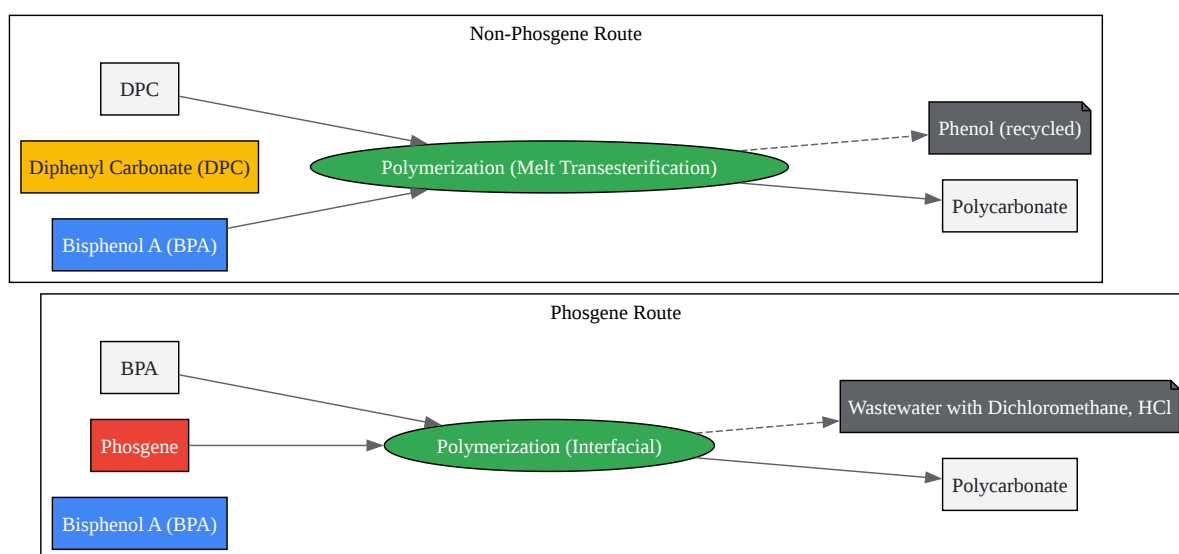 Non-Phosgene Route
DPC
Diphenyl Carbonate (DPC)
Bisphenol A (BPA)
Polymerization (Melt Transesterification)
Phenol (recycled)
Polycarbonate
Phosgene Route
BPA
Phosgene
Bisphenol A (BPA)
Polymerization (Interfacial)
Wastewater with Dichloromethane, HCl
Polycarbonate